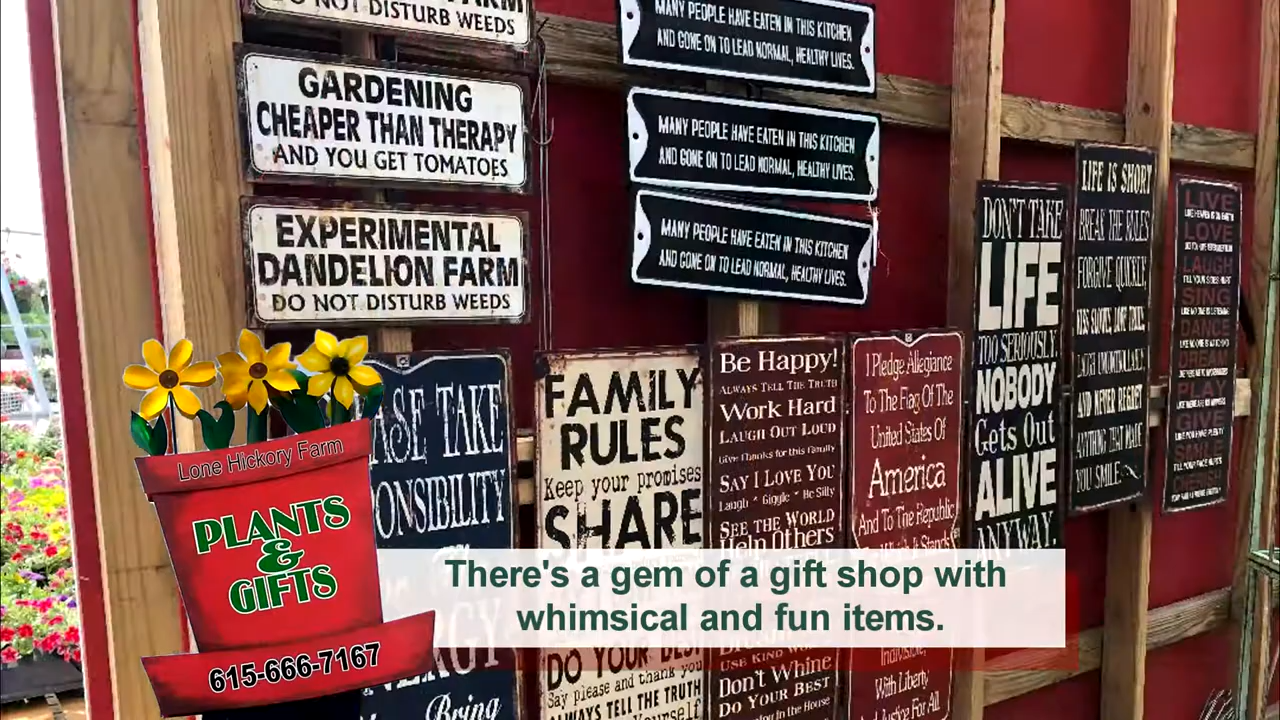 DO NOT DISTURB WEEDS
GARDENING
CHEAPER THAN THERAPY
AND YOU GET TOMATOES
EXPERIMENTAL
DANDELION FARM
DO NOT DISTURB WEEDS
MANY PEOPLE HAVE EATEN IN THIS KITCHEN
AND GONE ON TO LEAD NORMAL, HEALTHY LIVES.
MANY PEOPLE HAVE EATEN IN THIS KITCHEN
AND GONE ON TO LEAD NORMAL, HEALTHY LIVES.
MANY PEOPLE HAVE EATEN IN THIS KITCHEN
AND GONE ON TO LEAD NORMAL, HEALTHY LIVES.
DON'T TAKE
LIFE
TOO SERIOUSLY
NOBODY
Gets Out
ALIVE
ANYWAY.
LIFE IS SHORT
BREAK THE RULES
FORGIVE QUICKLY,
AND NEVER REGRET
ANYTHING THAT MADE
YOU SMILE.
LIVE
LOVE
LAUGH
SING
DANCE
DREAM
PLAY
TAKE
FAMILY
RULES
Keep your promises
SHARE
DO YOUR BEST
Say please and thank you
ALWAYS TELL THE TRUTH
Be Happy!
ALWAYS TELL THE TRUTH
Work Hard
LAUGH OUT LOUD
Give Thanks for this Family
SAY I LOVE YOU
Laugh * Giggle * Be Silly
SEE THE WORLD
Help Others
USE KIND
Don't Whine
DO YOUR BEST
I Pledge Allegiance
To The Flag Of The
United States Of
America
And To The Republic
With Liberty
And Justice For All
Bring
Lone Hickory Farm
PLANTS
&
GIFTS
615-666-7167
There's a gem of a gift shop with
whimsical and fun items.